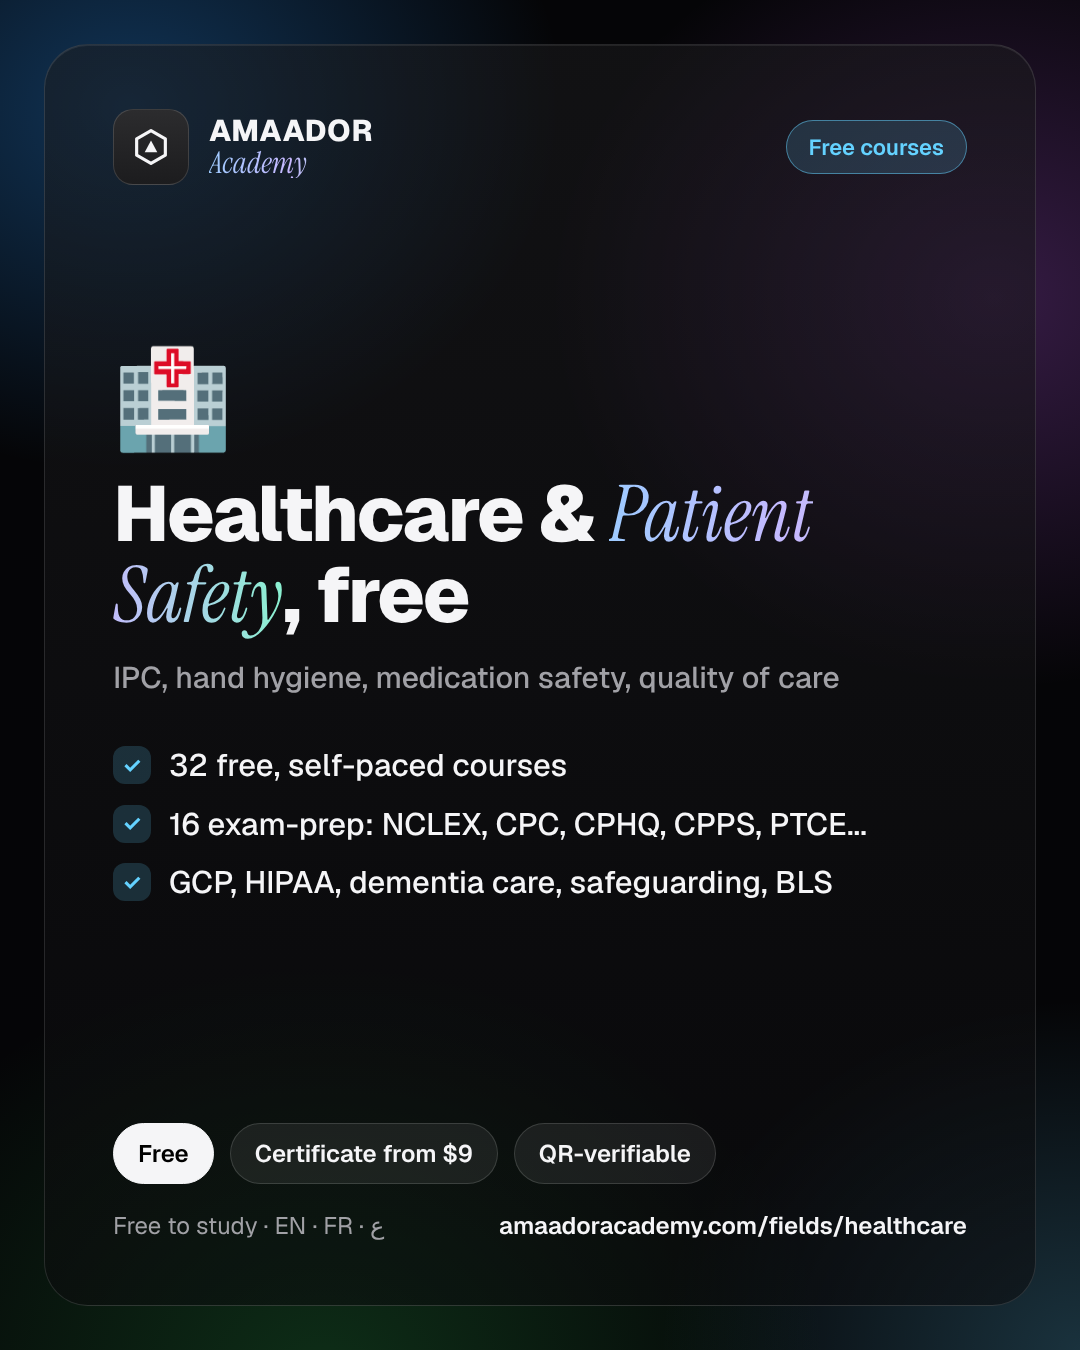 AMAADOR
Academy
Free courses
Healthcare & Patient
Safety, free
IPC, hand hygiene, medication safety, quality of care
32 free, self-paced courses
16 exam-prep: NCLEX, CPC, CPHQ, CPPS, PTCE...
GCP, HIPAA, dementia care, safeguarding, BLS
Free
Certificate from $9
QR-verifiable
Free to study · EN · FR · ع
amaadoracademy.com/fields/healthcare